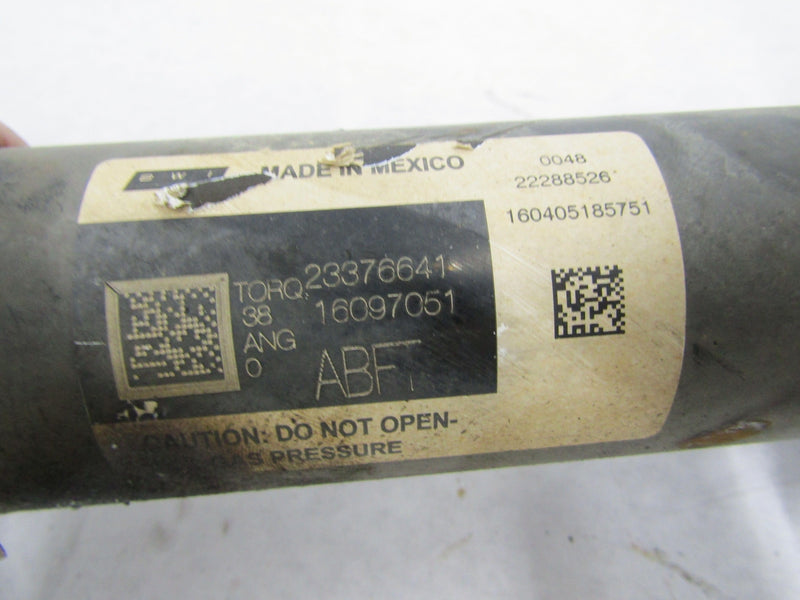 BWI MADE IN MEXICO
0048
22288526
160405185751
TORQ. 23376641
38 16097051
ANG
0 ABFT
CAUTION: DO NOT OPEN-
GAS PRESSURE